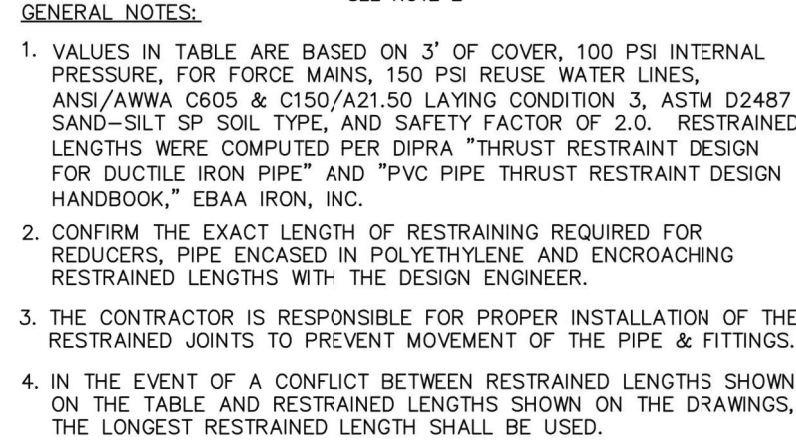 GENERAL NOTES:
1. VALUES IN TABLE ARE BASED ON 3' OF COVER, 100 PSI INTERNAL
PRESSURE, FOR FORCE MAINS, 150 PSI REUSE WATER LINES,
ANSI/AWWA C605 & C150/A21.50 LAYING CONDITION 3, ASTM D2487
SAND-SILT SP SOIL TYPE, AND SAFETY FACTOR OF 2.0. RESTRAINED
LENGTHS WERE COMPUTED PER DIPRA "THRUST RESTRAINT DESIGN
FOR DUCTILE IRON PIPE" AND "PVC PIPE THRUST RESTRAINT DESIGN
HANDBOOK," EBAA IRON, INC.
2. CONFIRM THE EXACT LENGTH OF RESTRAINING REQUIRED FOR
REDUCERS, PIPE ENCASED IN POLYETHYLENE AND ENCROACHING
RESTRAINED LENGTHS WITH THE DESIGN ENGINEER.
3. THE CONTRACTOR IS RESPONSIBLE FOR PROPER INSTALLATION OF THE
RESTRAINED JOINTS TO PREVENT MOVEMENT OF THE PIPE & FITTINGS.
4. IN THE EVENT OF A CONFLICT BETWEEN RESTRAINED LENGTHS SHOWN
ON THE TABLE AND RESTRAINED LENGTHS SHOWN ON THE DRAWINGS,
THE LONGEST RESTRAINED LENGTH SHALL BE USED.